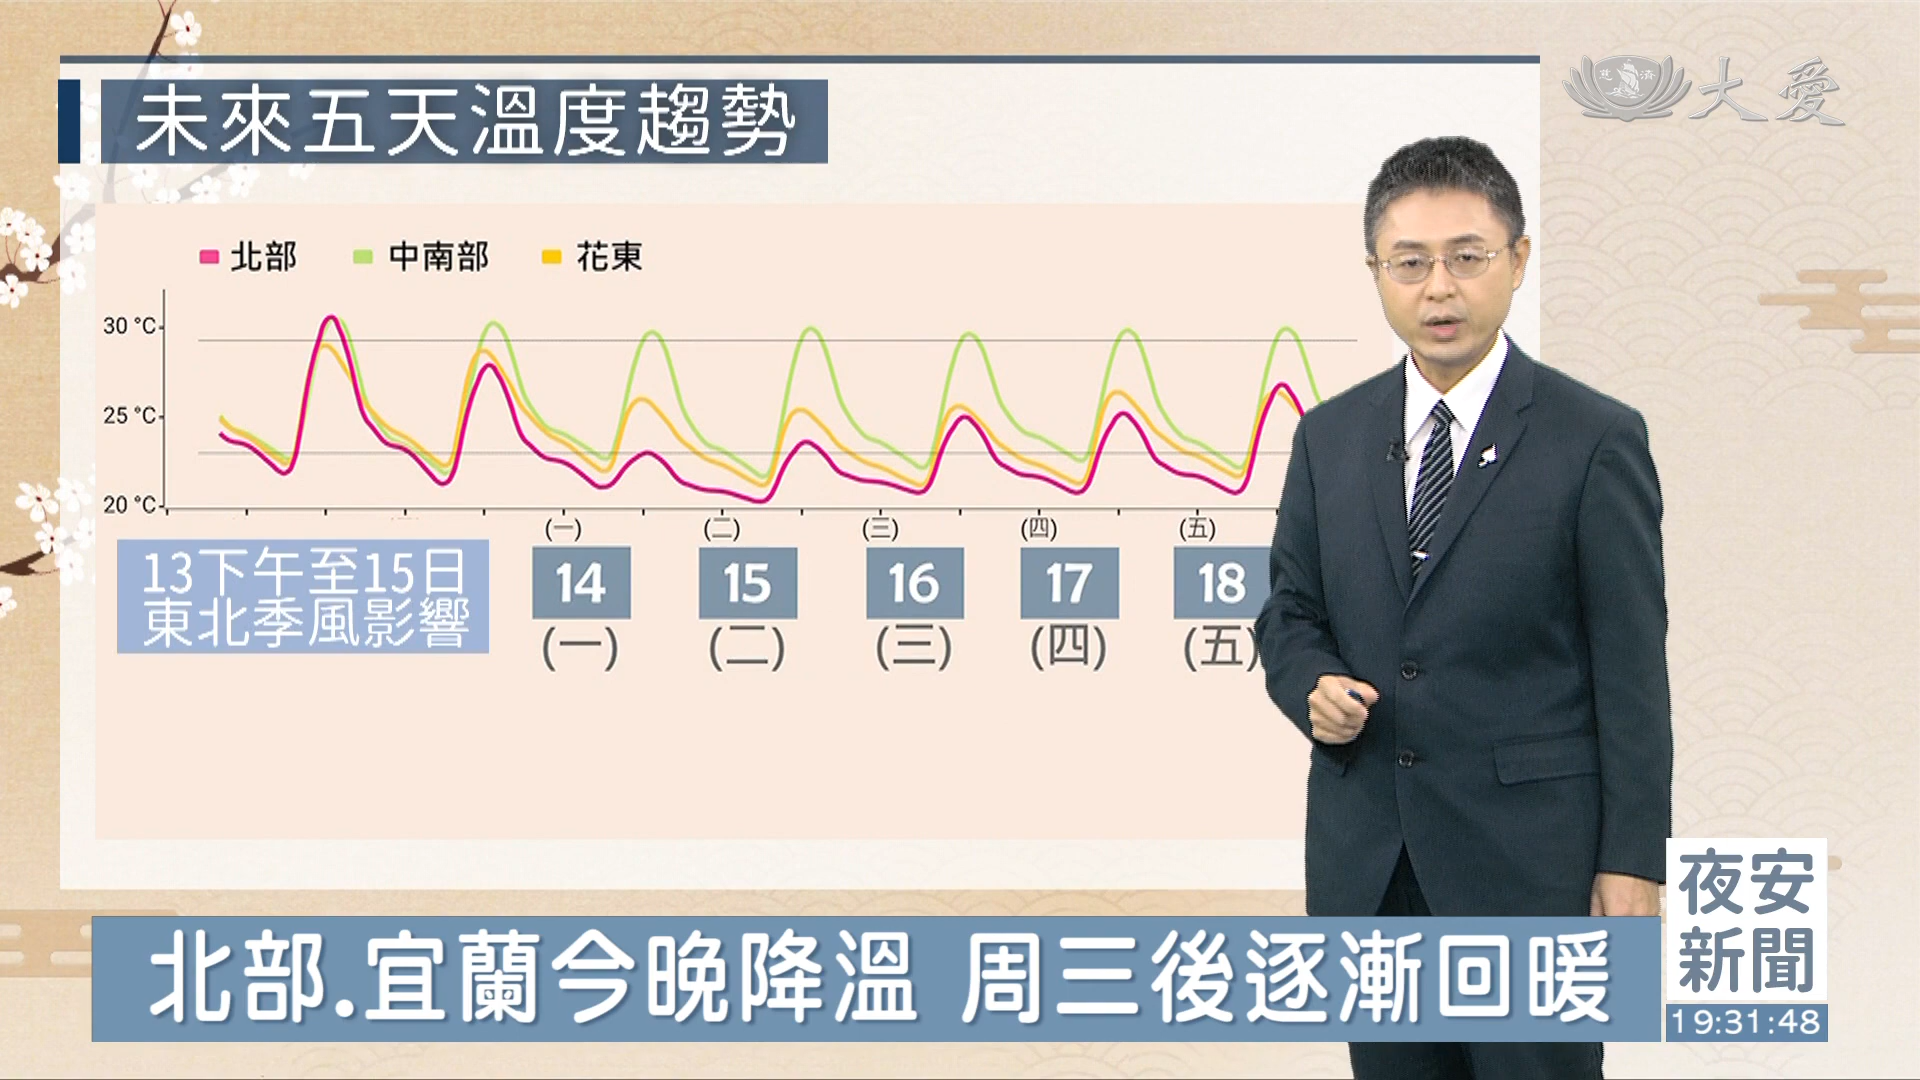 未來五天溫度趨勢
慈 濟 大愛
北部 中南部 花東
30 °C
25 °C
20 °C
(一) (二) (三) (四) (五)
13下午至15日
東北季風影響
14 15 16 17 18
(一) (二) (三) (四) (五)
北部.宜蘭今晚降溫 周三後逐漸回暖
夜安
新聞
19:31:48